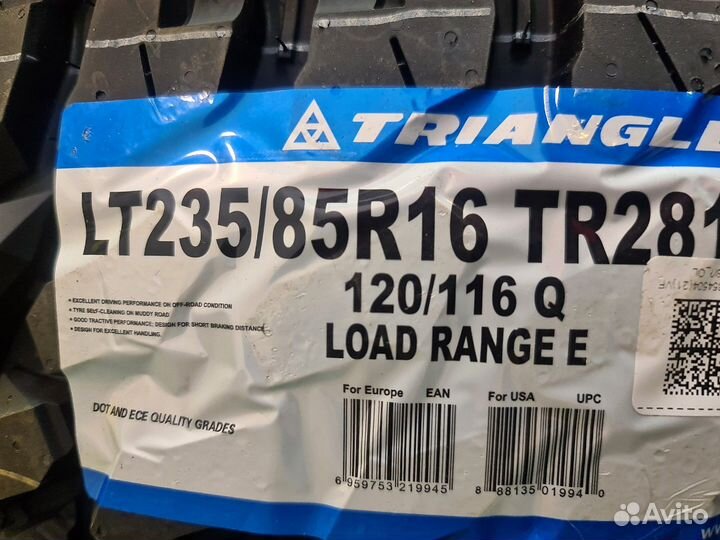 TRIANGLE
LT235/85R16 TR281
120/116 Q
LOAD RANGE E
• EXCELLENT DRIVING PERFORMANCE ON OFF-ROAD CONDITION
• TYRE SELF-CLEANING ON MUDDY ROAD
• GOOD TRACTIVE PERFORMANCE: DESIGN FOR SHORT BRAKING DISTANCE
• DESIGN FOR EXCELLENT HANDLING.
DOT AND ECE QUALITY GRADES
For Europe EAN
6 959753 219945
For USA UPC
8 88135 01994 0
Avito